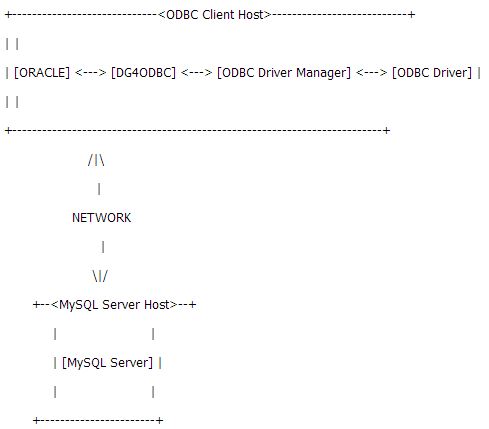 +-----------------------------<ODBC Client Host>---------------------------+
| |
| [ORACLE] <---> [DG4ODBC] <---> [ODBC Driver Manager] <---> [ODBC Driver] |
| |
+--------------------------------------------------------------------------+
/|\
|
NETWORK
|
\|/
+--<MySQL Server Host>--+
| |
| [MySQL Server] |
| |
+-----------------------+